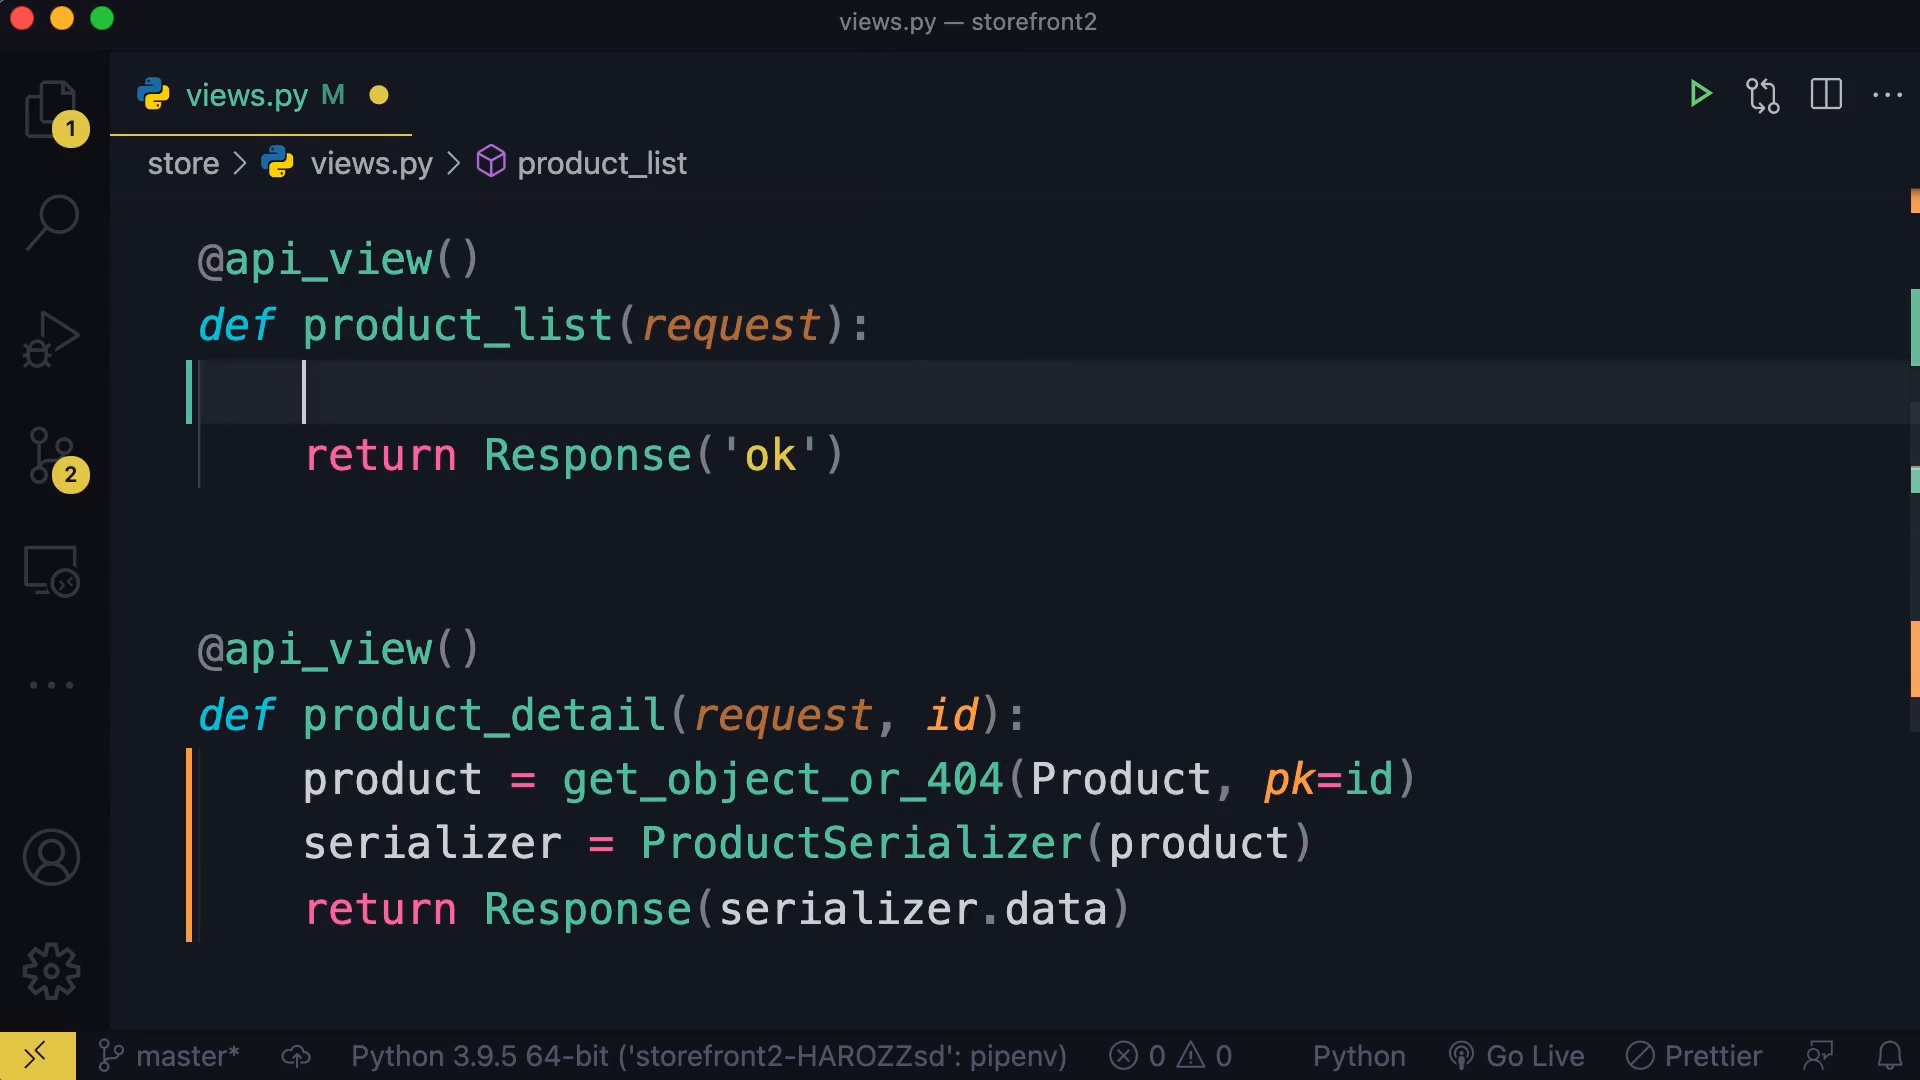 views.py — storefront2
views.py M
store > views.py > product_list
1
2
@api_view()
def product_list(request):
return Response('ok')
@api_view()
def product_detail(request, id):
product = get_object_or_404(Product, pk=id)
serializer = ProductSerializer(product)
return Response(serializer.data)
master* Python 3.9.5 64-bit ('storefront2-HAROZZsd': pipenv) 0 0 Python Go Live Prettier